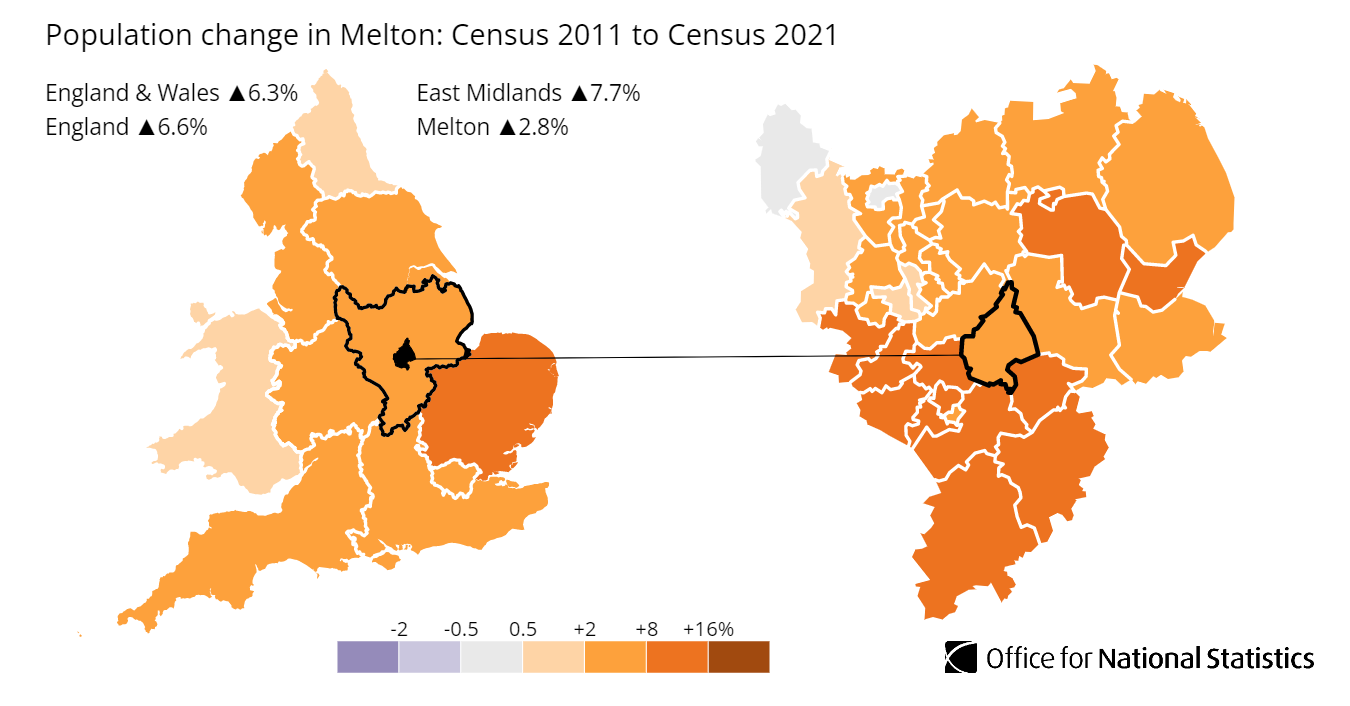 Population change in Melton: Census 2011 to Census 2021
England & Wales ▲6.3%
East Midlands ▲7.7%
England ▲6.6%
Melton ▲2.8%
-2 -0.5 0.5 +2 +8 +16%
Office for National Statistics